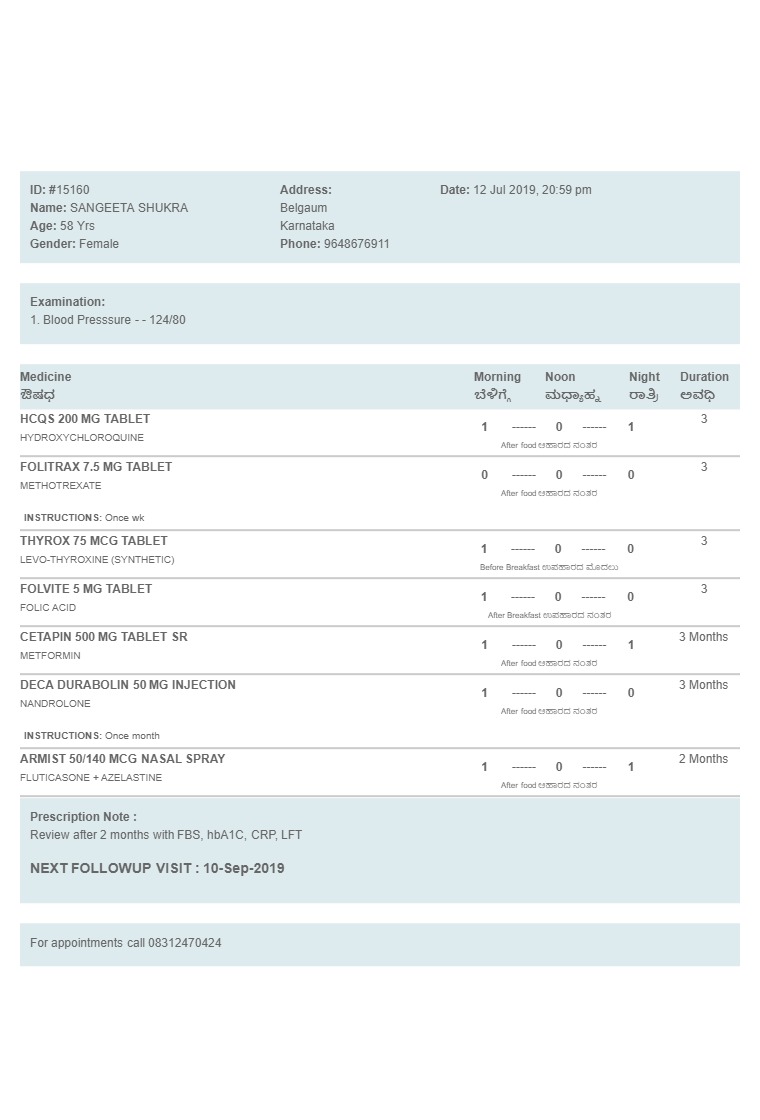 ID: #15160
Name: SANGEETA SHUKRA
Age: 58 Yrs
Gender: Female
Address:
Belgaum
Karnataka
Phone: 9648676911
Date: 12 Jul 2019, 20:59 pm
Examination:
1. Blood Presssure - - 124/80
Medicine Morning Noon Night Duration
ಔಷಧ ಬೆಳಿಗ್ಗೆ ಮಧ್ಯಾಹ್ನ ರಾತ್ರಿ ಅವಧಿ
HCQS 200 MG TABLET
HYDROXYCHLOROQUINE
1 ------ 0 ------ 1 3
After food ಆಹಾರದ ನಂತರ
FOLITRAX 7.5 MG TABLET
METHOTREXATE
0 ------ 0 ------ 0 3
After food ಆಹಾರದ ನಂತರ
INSTRUCTIONS: Once wk
THYROX 75 MCG TABLET
LEVO-THYROXINE (SYNTHETIC)
1 ------ 0 ------ 0 3
Before Breakfast ಉಪಹಾರದ ಮೊದಲು
FOLVITE 5 MG TABLET
FOLIC ACID
1 ------ 0 ------ 0 3
After Breakfast ಉಪಹಾರದ ನಂತರ
CETAPIN 500 MG TABLET SR
METFORMIN
1 ------ 0 ------ 1 3 Months
After food ಆಹಾರದ ನಂತರ
DECA DURABOLIN 50 MG INJECTION
NANDROLONE
1 ------ 0 ------ 0 3 Months
After food ಆಹಾರದ ನಂತರ
INSTRUCTIONS: Once month
ARMIST 50/140 MCG NASAL SPRAY
FLUTICASONE + AZELASTINE
1 ------ 0 ------ 1 2 Months
After food ಆಹಾರದ ನಂತರ
Prescription Note :
Review after 2 months with FBS, hbA1C, CRP, LFT
NEXT FOLLOWUP VISIT : 10-Sep-2019
For appointments call 08312470424